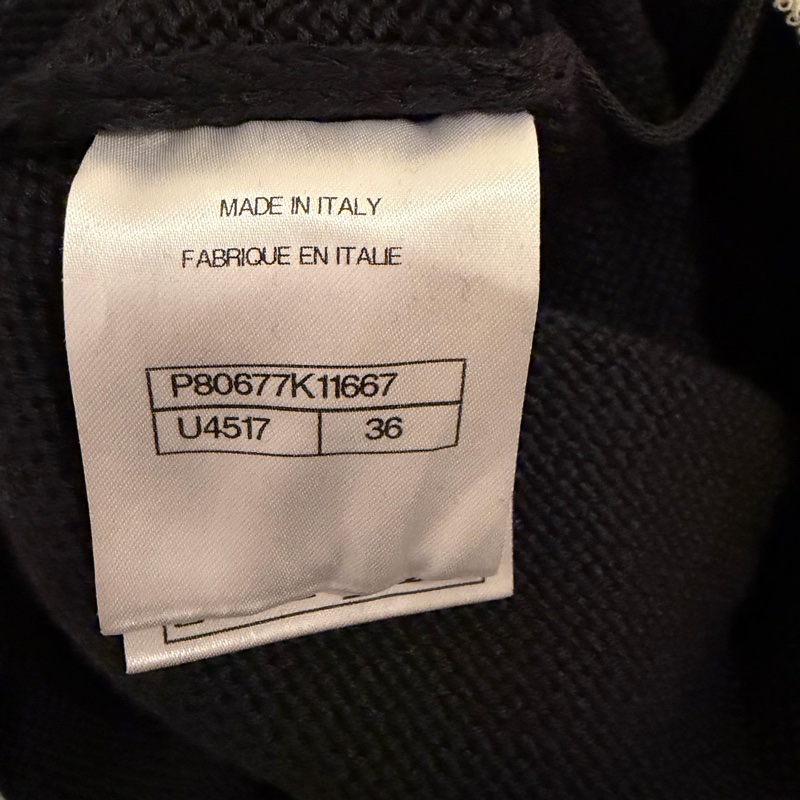 MADE IN ITALY
FABRIQUE EN ITALIE
P80677K11667
U4517 36